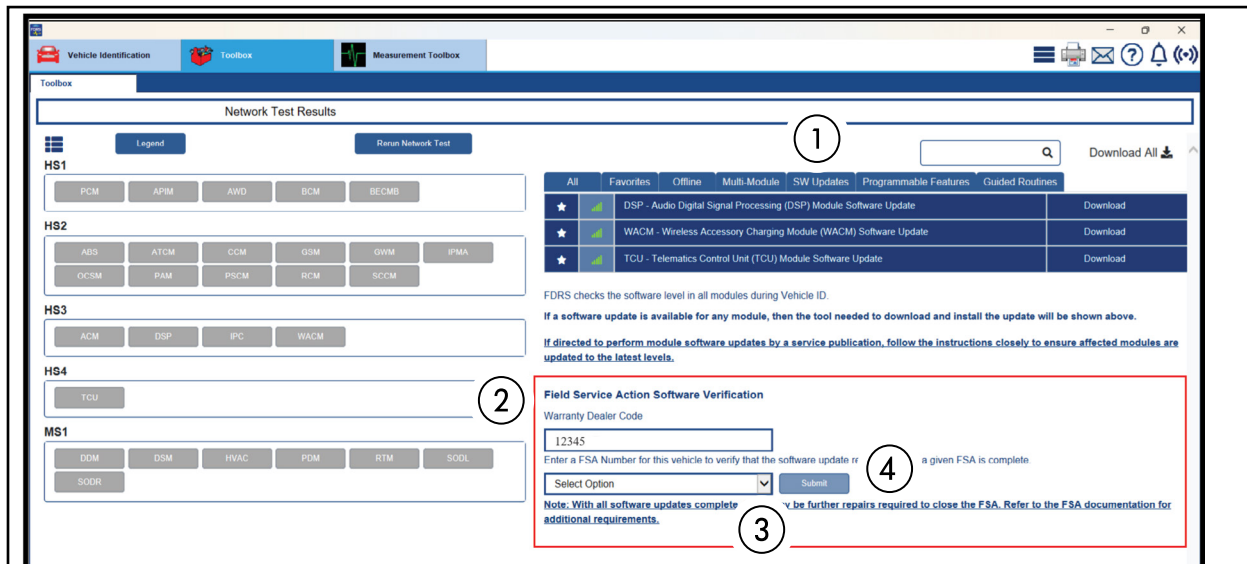 Vehicle Identification
Toolbox
Measurement Toolbox
Toolbox
Network Test Results
Legend
Rerun Network Test
1
Download All
HS1
PCM APIM AWD BCM BECMB
All Favorites Offline Multi-Module SW Updates Programmable Features Guided Routines
DSP - Audio Digital Signal Processing (DSP) Module Software Update Download
WACM - Wireless Accessory Charging Module (WACM) Software Update Download
TCU - Telematics Control Unit (TCU) Module Software Update Download
HS2
ABS ATCM CCM GSM GWM IPMA
OCSM PAM PSCM RCM SCCM
HS3
ACM DSP IPC WACM
HS4
TCU
MS1
DDM DSM HVAC PDM RTM SODL
SODR
FDRS checks the software level in all modules during Vehicle ID.
If a software update is available for any module, then the tool needed to download and install the update will be shown above.
If directed to perform module software updates by a service publication, follow the instructions closely to ensure affected modules are
updated to the latest levels.
2
Field Service Action Software Verification
Warranty Dealer Code
12345
Enter a FSA Number for this vehicle to verify that the software update a given FSA is complete
4
Select Option
Submit
Note: With all software updates complete be further repairs required to close the FSA. Refer to the FSA documentation for
additional requirements.
3